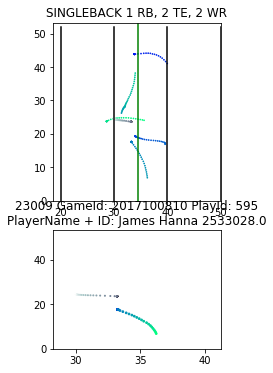 SINGLEBACK 1 RB, 2 TE, 2 WR
50
40
30
20
10
0
20 30 40 50
23009 GameId: 2017100810 PlayId: 595
PlayerName + ID: James Hanna 2533028.0
40
20
0
30 35 40